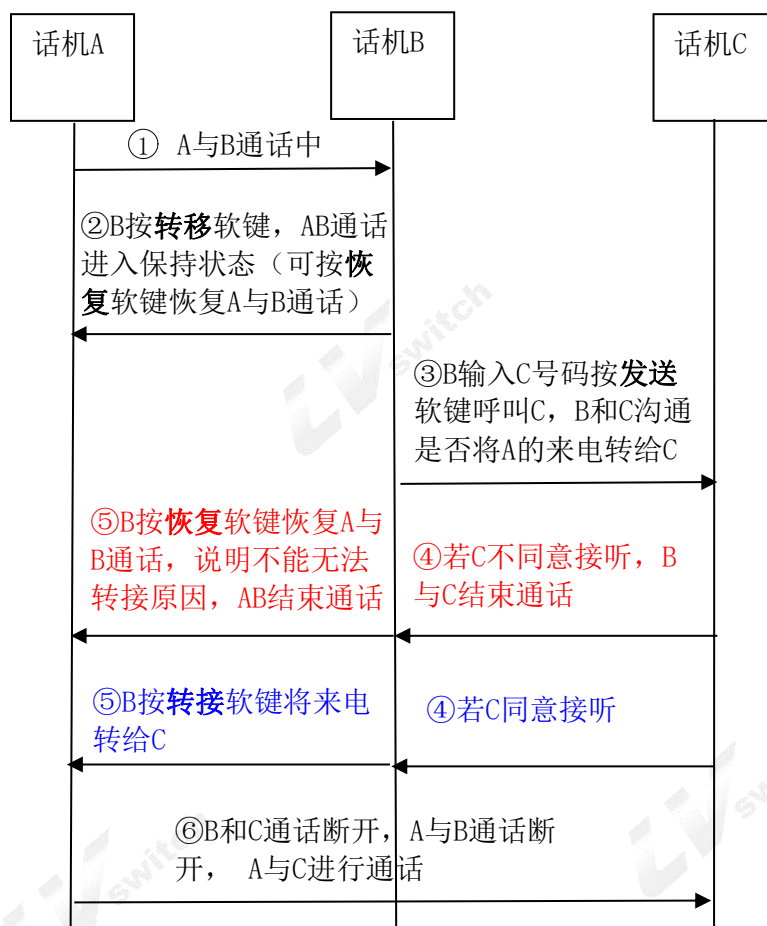 话机A
话机B
话机C
① A与B通话中
②B按转移软键，AB通话
进入保持状态（可按恢
复软键恢复A与B通话）
③B输入C号码按发送
软键呼叫C，B和C沟通
是否将A的来电转给C
⑤B按恢复软键恢复A与
B通话，说明不能无法
转接原因，AB结束通话
④若C不同意接听，B
与C结束通话
⑤B按转接软键将来电
转给C
④若C同意接听
⑥B和C通话断开，A与B通话断
开， A与C进行通话
LVswitch
LVswitch
LVsw